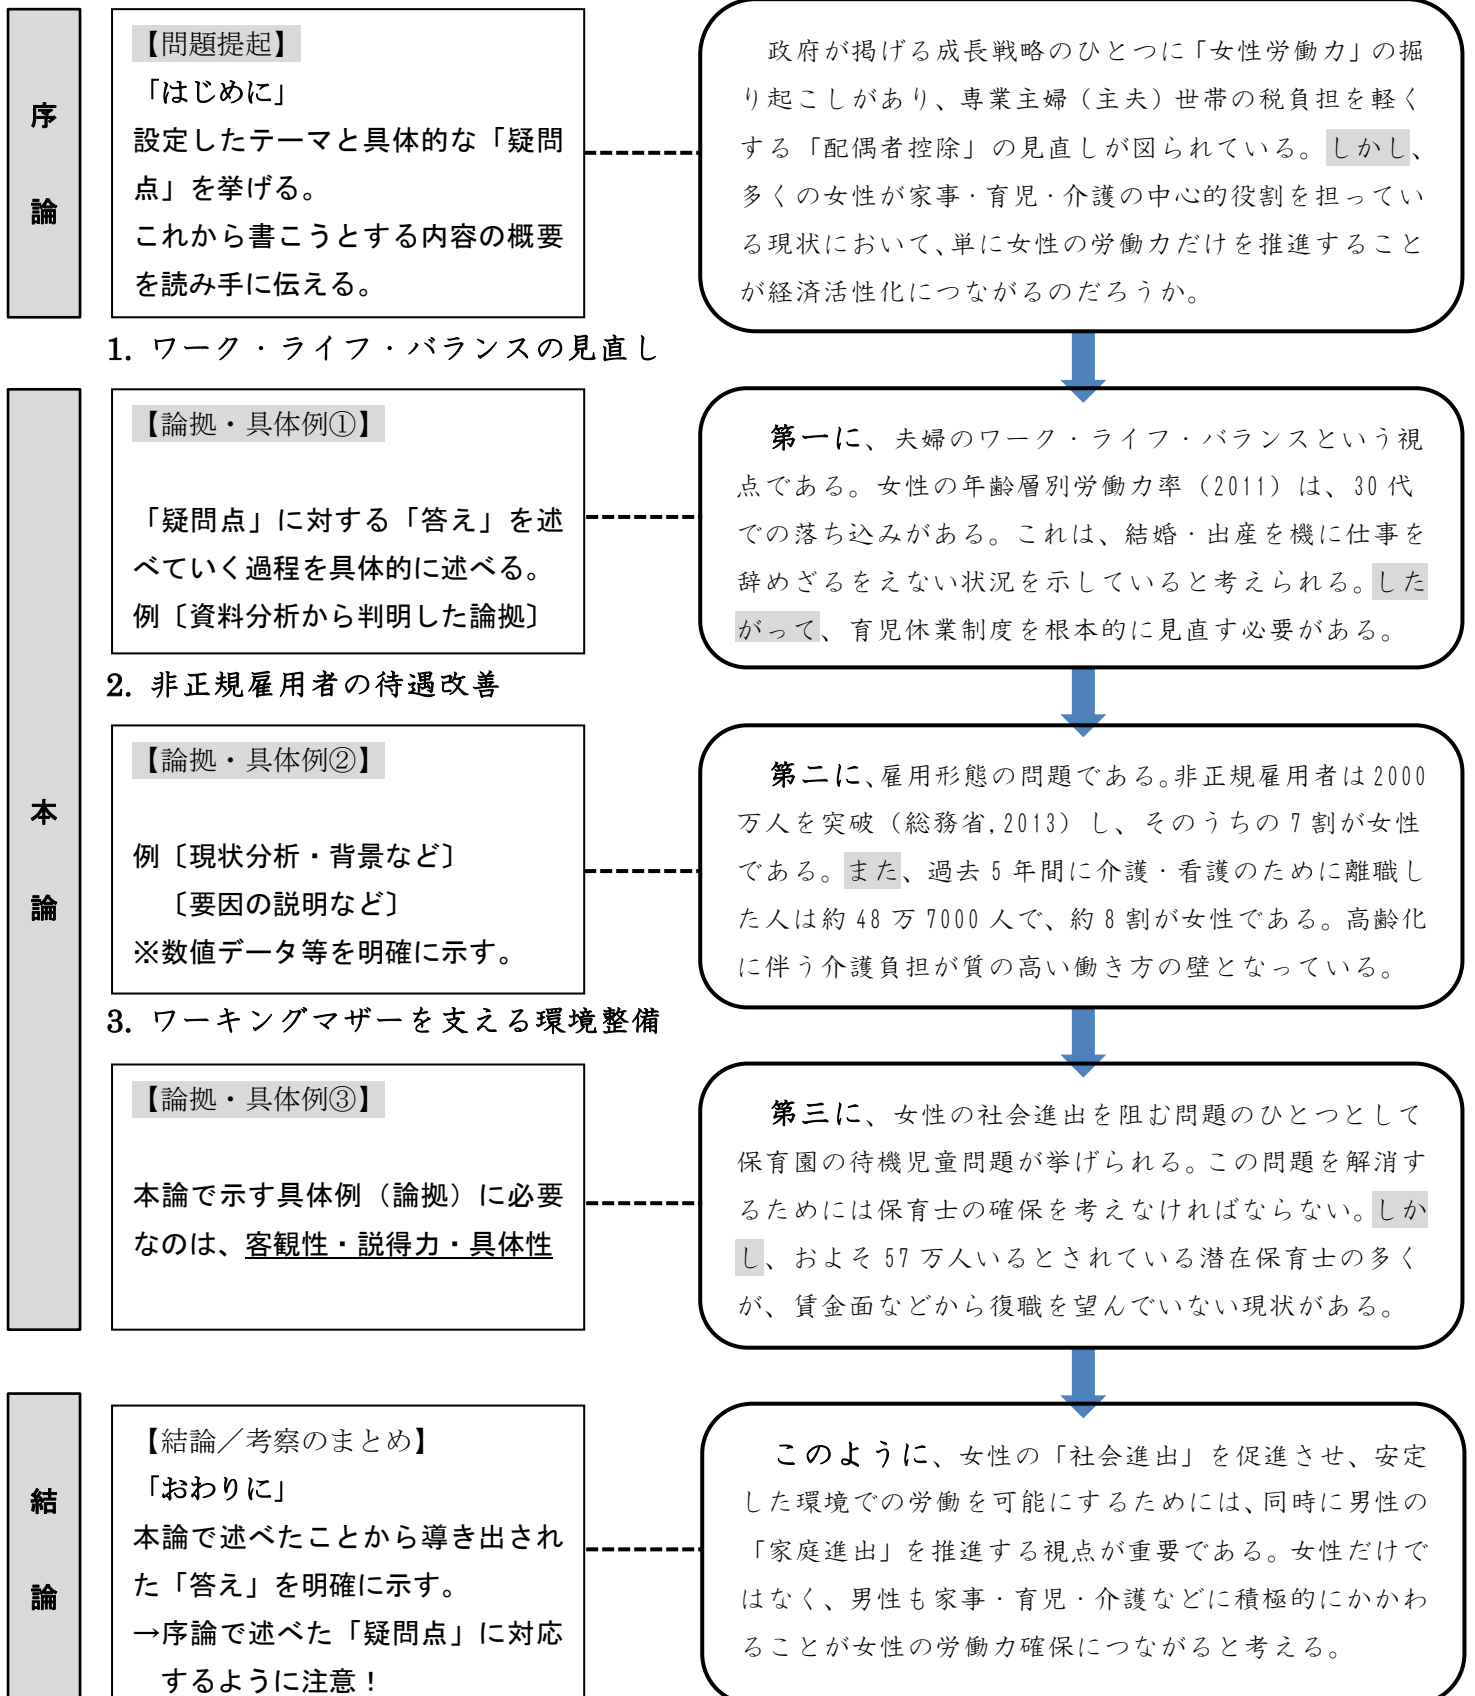 序論
【問題提起】
「はじめに」
設定したテーマと具体的な「疑問
点」を挙げる。
これから書こうとする内容の概要
を読み手に伝える。
政府が掲げる成長戦略のひとつに「女性労働力」の掘
り起こしがあり、専業主婦（主夫）世帯の税負担を軽く
する「配偶者控除」の見直しが図られている。しかし、
多くの女性が家事・育児・介護の中心的役割を担ってい
る現状において、単に女性の労働力だけを推進すること
が経済活性化につながるのだろうか。
本論
1. ワーク・ライフ・バランスの見直し
【論拠・具体例①】
「疑問点」に対する「答え」を述
べていく過程を具体的に述べる。
例〔資料分析から判明した論拠〕
第一に、夫婦のワーク・ライフ・バランスという視
点である。女性の年齢層別労働力率（2011）は、30代
での落ち込みがある。これは、結婚・出産を機に仕事を
辞めざるをえない状況を示していると考えられる。した
がって、育児休業制度を根本的に見直す必要がある。
2. 非正規雇用者の待遇改善
【論拠・具体例②】
例〔現状分析・背景など〕
〔要因の説明など〕
※数値データ等を明確に示す。
第二に、雇用形態の問題である。非正規雇用者は2000
万人を突破（総務省,2013）し、そのうちの7割が女性
である。また、過去5年間に介護・看護のために離職し
た人は約48万7000人で、約8割が女性である。高齢化
に伴う介護負担が質の高い働き方の壁となっている。
3. ワーキングマザーを支える環境整備
【論拠・具体例③】
本論で示す具体例（論拠）に必要
なのは、客観性・説得力・具体性
第三に、女性の社会進出を阻む問題のひとつとして
保育園の待機児童問題が挙げられる。この問題を解消す
るためには保育士の確保を考えなければならない。しか
し、およそ57万人いるとされている潜在保育士の多く
が、賃金面などから復職を望んでいない現状がある。
結論
【結論／考察のまとめ】
「おわりに」
本論で述べたことから導き出され
た「答え」を明確に示す。
→序論で述べた「疑問点」に対応
するように注意！
このように、女性の「社会進出」を促進させ、安定
した環境での労働を可能にするためには、同時に男性の
「家庭進出」を推進する視点が重要である。女性だけで
はなく、男性も家事・育児・介護などに積極的にかかわ
ることが女性の労働力確保につながると考える。